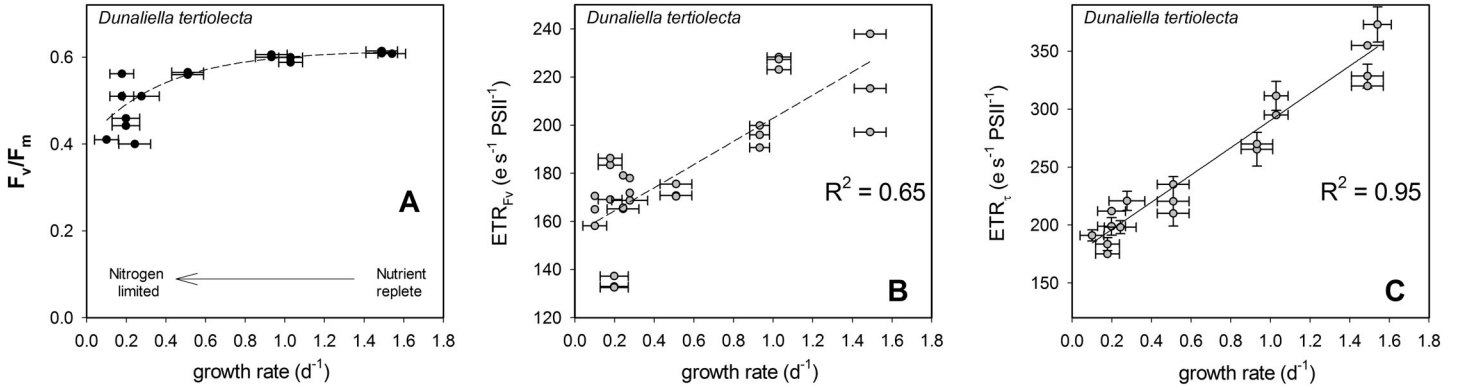 Dunaliella tertiolecta
0.6
0.4
0.2
0.0
Fv/Fm
A
Nitrogen
limited
Nutrient
replete
0.0 0.2 0.4 0.6 0.8 1.0 1.2 1.4 1.6 1.8
growth rate (d⁻¹)
Dunaliella tertiolecta
240
220
200
180
160
140
120
ETR_Fv (e s⁻¹ PSII⁻¹)
R² = 0.65
B
0.0 0.2 0.4 0.6 0.8 1.0 1.2 1.4 1.6 1.8
growth rate (d⁻¹)
Dunaliella tertiolecta
350
300
250
200
150
ETR_τ (e s⁻¹ PSII⁻¹)
R² = 0.95
C
0.0 0.2 0.4 0.6 0.8 1.0 1.2 1.4 1.6 1.8
growth rate (d⁻¹)